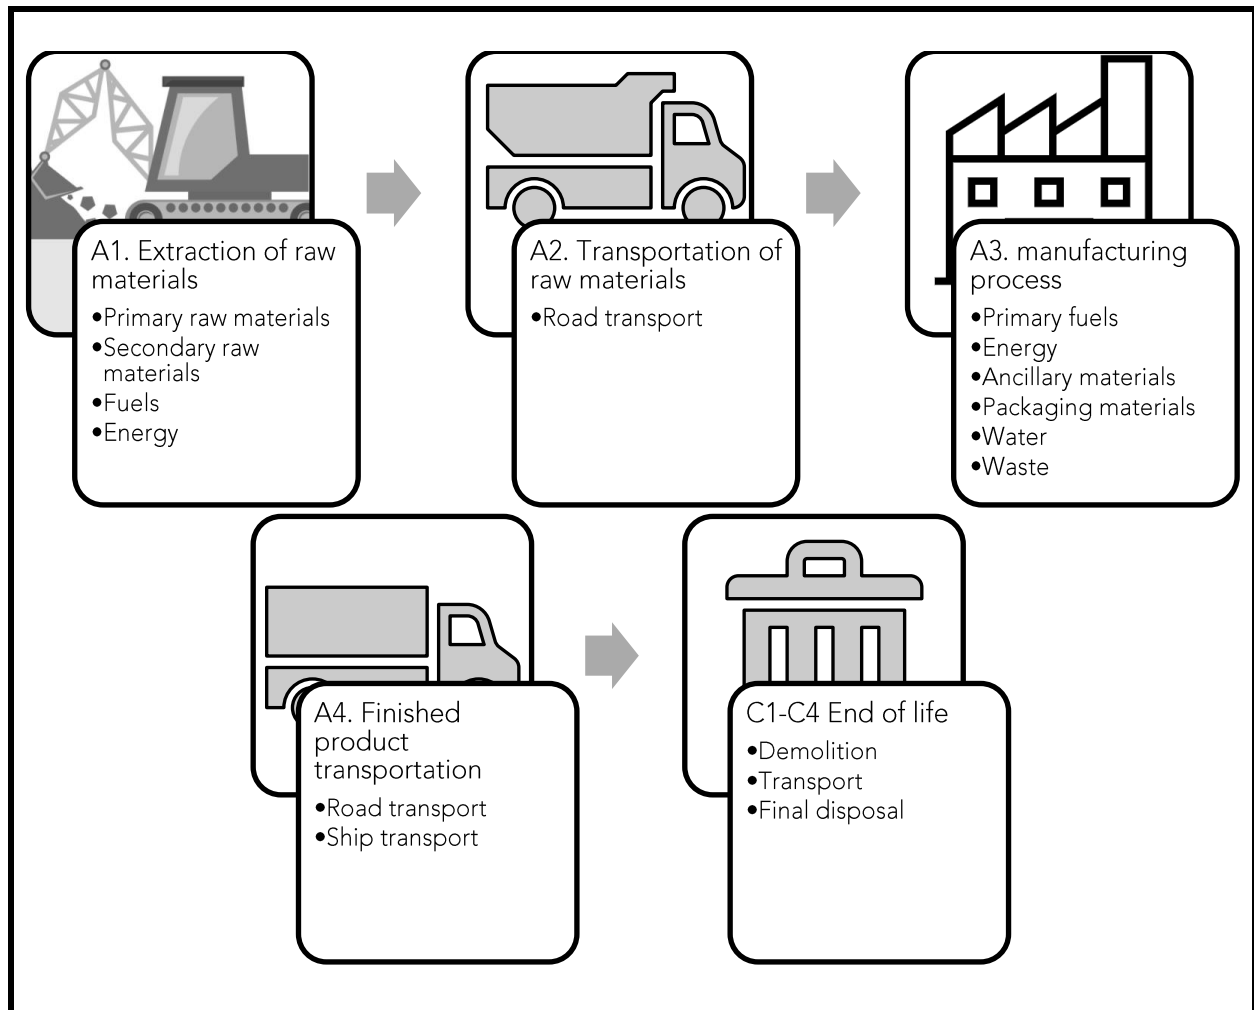 A1. Extraction of raw
materials
•Primary raw materials
•Secondary raw
materials
•Fuels
•Energy
A2. Transportation of
raw materials
•Road transport
A3. manufacturing
process
•Primary fuels
•Energy
•Ancillary materials
•Packaging materials
•Water
•Waste
A4. Finished
product
transportation
•Road transport
•Ship transport
C1-C4 End of life
•Demolition
•Transport
•Final disposal